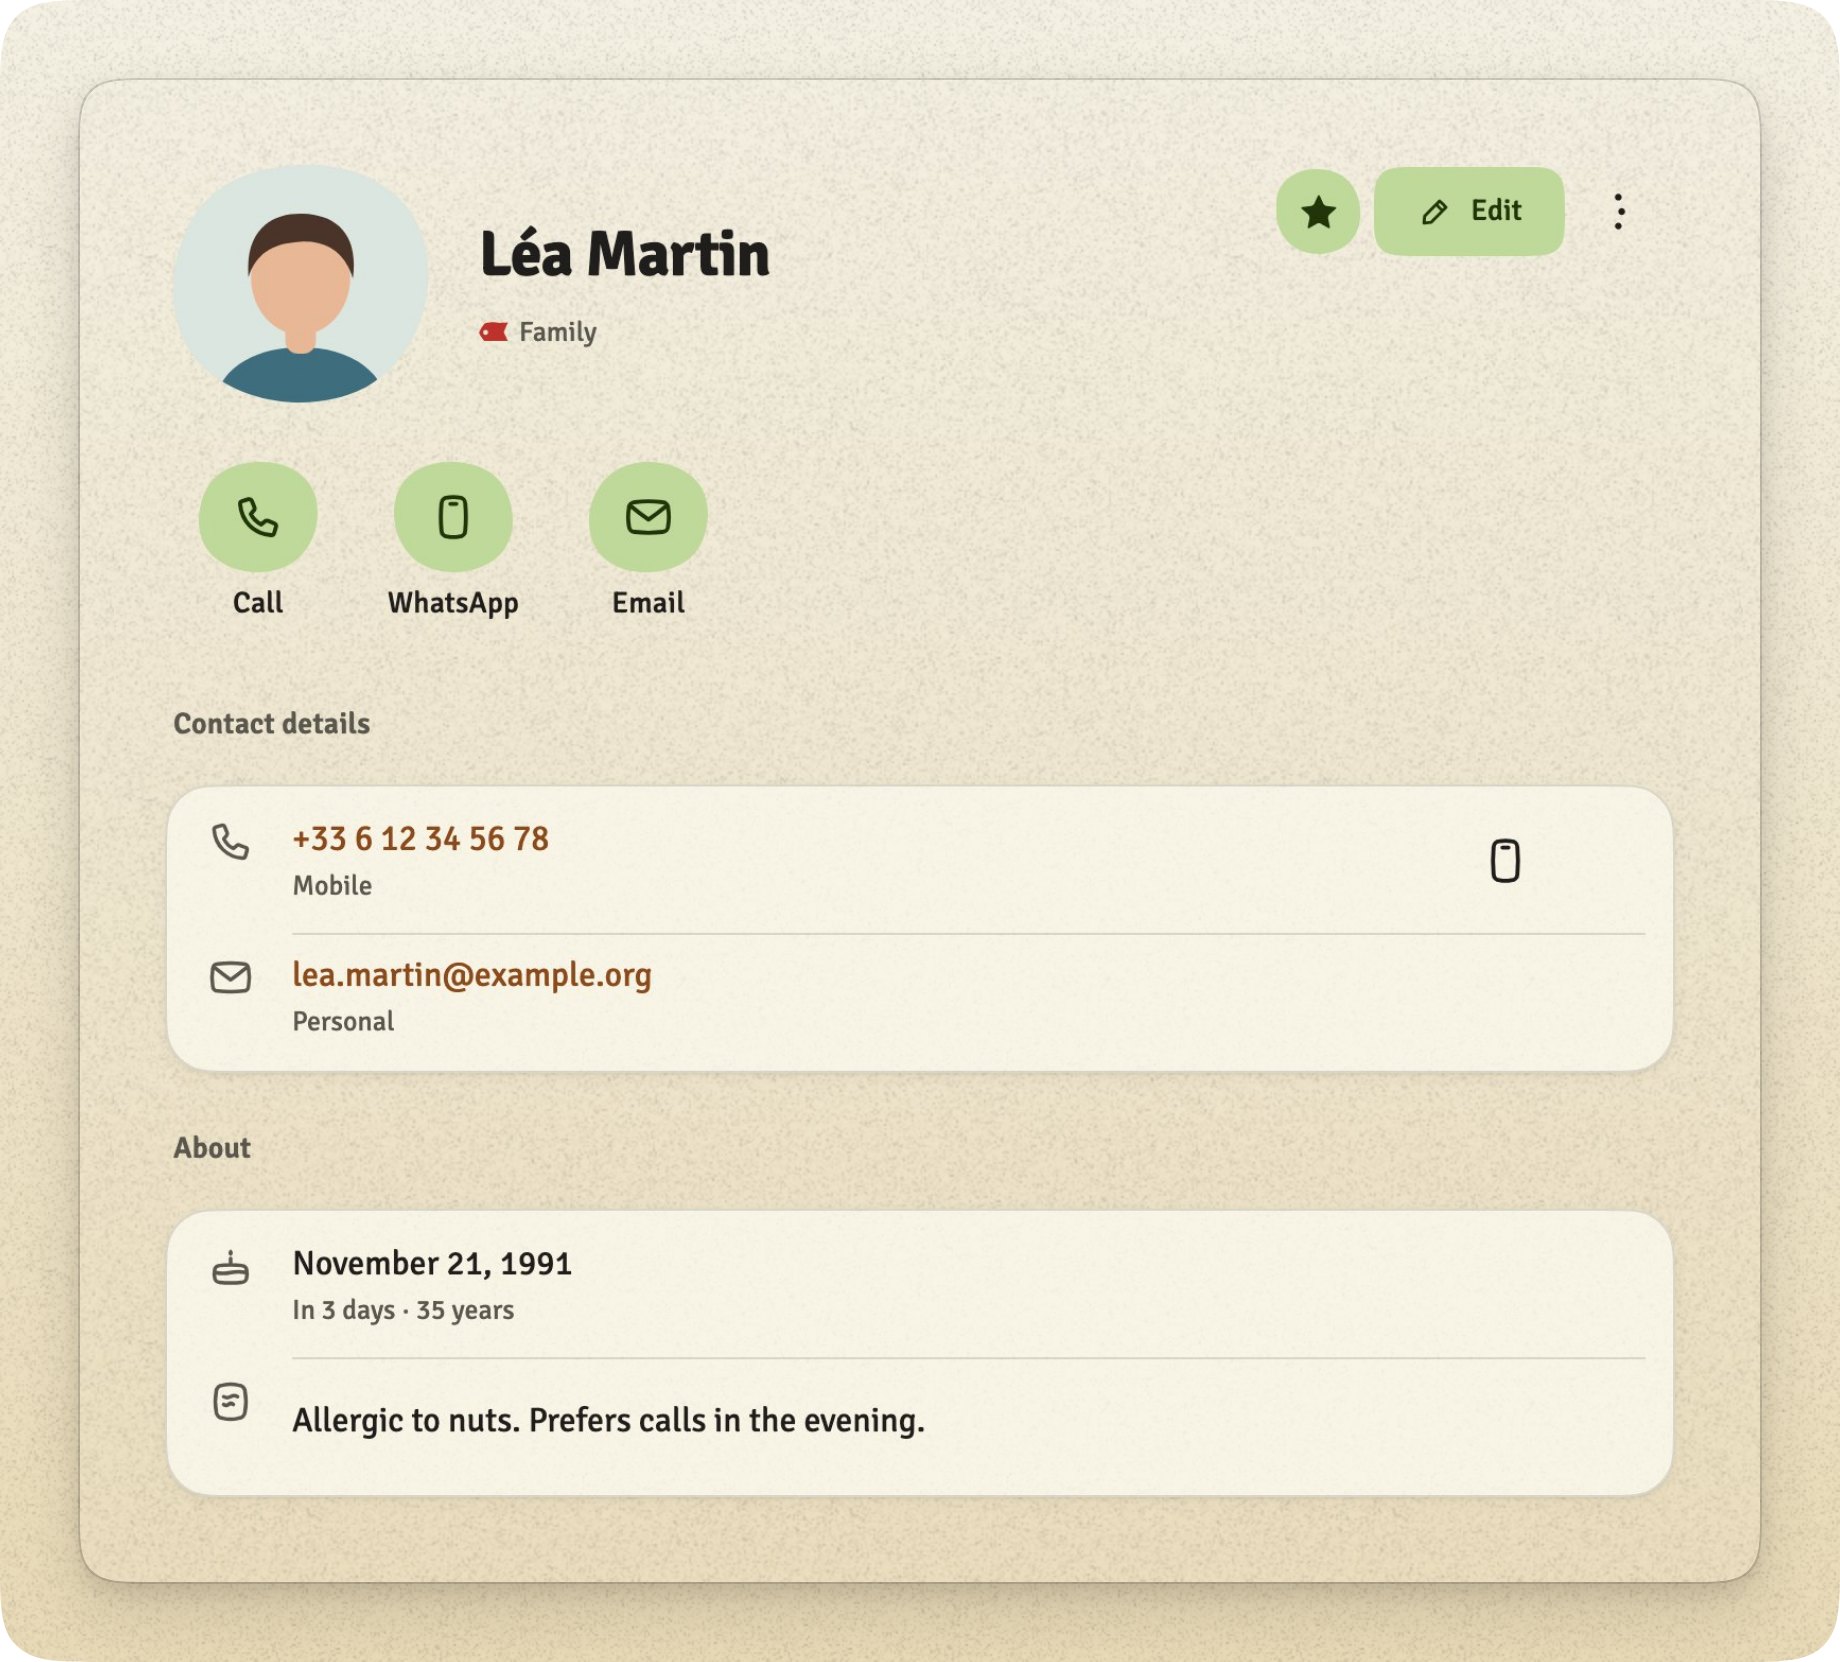 Léa Martin
Family
Edit
Call
WhatsApp
Email
Contact details
+33 6 12 34 56 78
Mobile
lea.martin@example.org
Personal
About
November 21, 1991
In 3 days · 35 years
Allergic to nuts. Prefers calls in the evening.